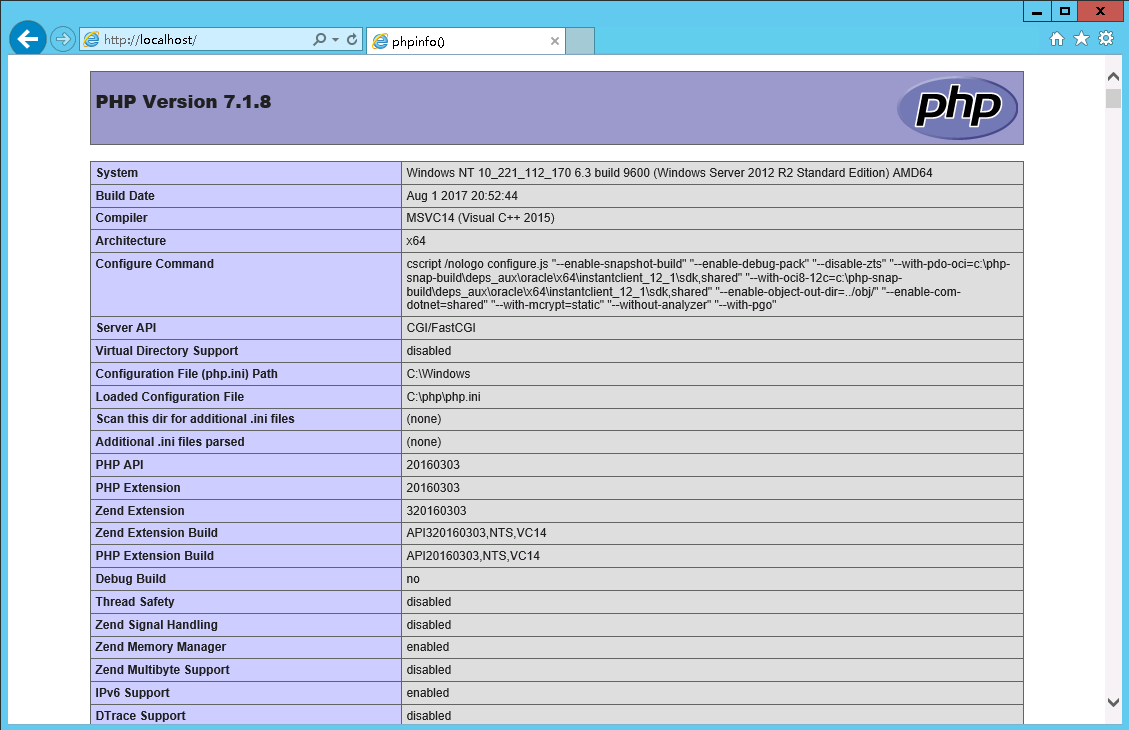 http://localhost/
phpinfo()
PHP Version 7.1.8
php
System Windows NT 10_221_112_170 6.3 build 9600 (Windows Server 2012 R2 Standard Edition) AMD64
Build Date Aug 1 2017 20:52:44
Compiler MSVC14 (Visual C++ 2015)
Architecture x64
Configure Command cscript /nologo configure.js "--enable-snapshot-build" "--enable-debug-pack" "--disable-zts" "--with-pdo-oci=c:\php-
snap-build\deps_aux\oracle\x64\instantclient_12_1\sdk,shared" "--with-oci8-12c=c:\php-snap-
build\deps_aux\oracle\x64\instantclient_12_1\sdk,shared" "--enable-object-out-dir=../obj/" "--enable-com-
dotnet=shared" "--with-mcrypt=static" "--without-analyzer" "--with-pgo"
Server API CGI/FastCGI
Virtual Directory Support disabled
Configuration File (php.ini) Path C:\Windows
Loaded Configuration File C:\php\php.ini
Scan this dir for additional .ini files (none)
Additional .ini files parsed (none)
PHP API 20160303
PHP Extension 20160303
Zend Extension 320160303
Zend Extension Build API320160303,NTS,VC14
PHP Extension Build API20160303,NTS,VC14
Debug Build no
Thread Safety disabled
Zend Signal Handling disabled
Zend Memory Manager enabled
Zend Multibyte Support disabled
IPv6 Support enabled
DTrace Support disabled